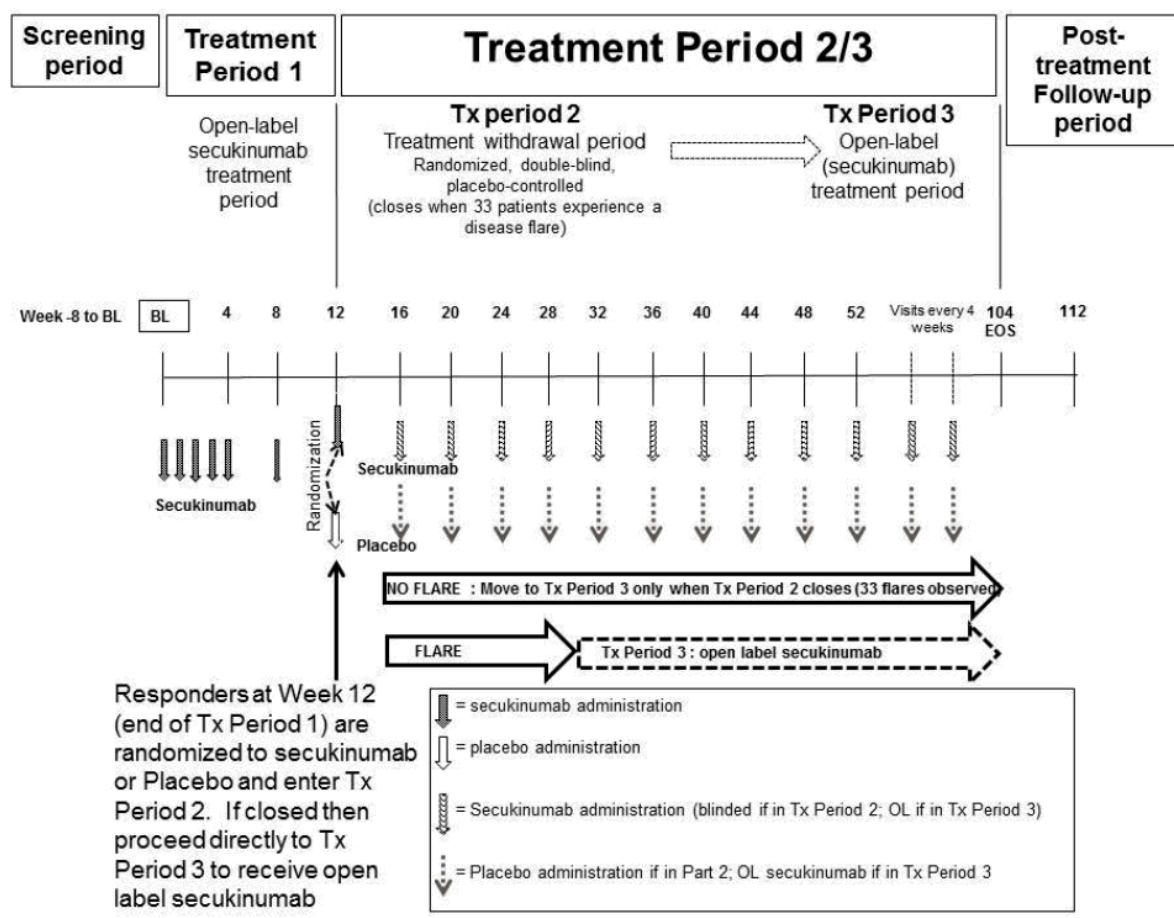 Screening
period
Treatment
Period 1
Treatment Period 2/3
Post-
treatment
Follow-up
period
Open-label
secukinumab
treatment
period
Tx period 2
Treatment withdrawal period
Randomized, double-blind,
placebo-controlled
(closes when 33 patients experience a
disease flare)
Tx Period 3
Open-label
(secukinumab)
treatment period
Week -8 to BL
BL
4
8
12
16
20
24
28
32
36
40
44
48
52
Visits every 4
weeks
104
EOS
112
Secukinumab
Randomization
Secukinumab
Placebo
NO FLARE : Move to Tx Period 3 only when Tx Period 2 closes (33 flares observed)
FLARE
Tx Period 3 : open label secukinumab
Responders at Week 12
(end of Tx Period 1) are
randomized to secukinumab
or Placebo and enter Tx
Period 2. If closed then
proceed directly to Tx
Period 3 to receive open
label secukinumab
= secukinumab administration
= placebo administration
= Secukinumab administration (blinded if in Tx Period 2; OL if in Tx Period 3)
= Placebo administration if in Part 2; OL secukinumab if in Tx Period 3